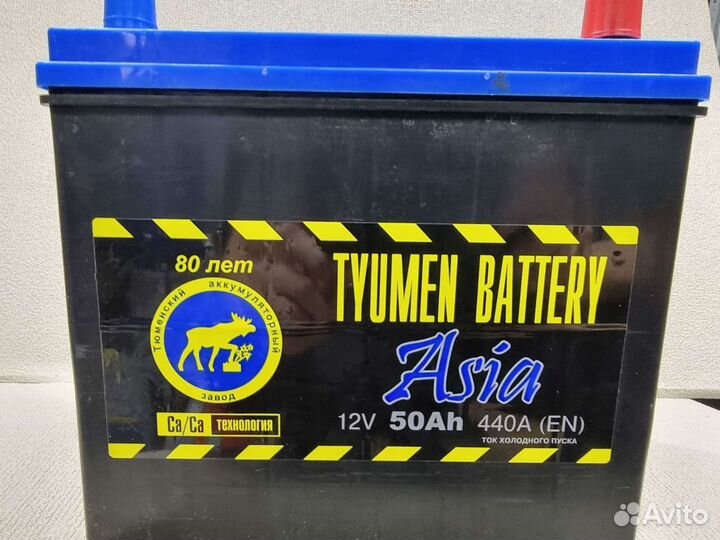 80 лет
Тюменский аккумуляторный
завод
Ca/Ca ТЕХНОЛОГИЯ
TYUMEN BATTERY
Asia
12V 50Ah 440A (EN)
ТОК ХОЛОДНОГО ПУСКА
Avito